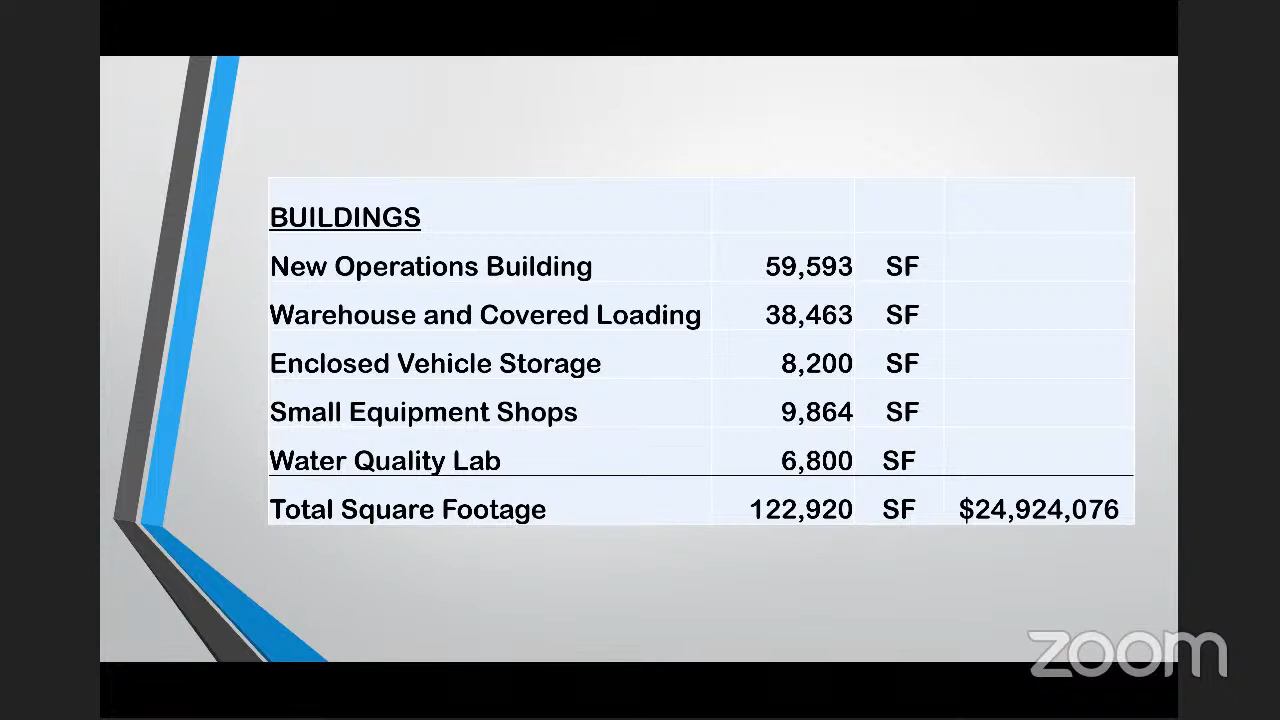 BUILDINGS
New Operations Building 59,593 SF
Warehouse and Covered Loading 38,463 SF
Enclosed Vehicle Storage 8,200 SF
Small Equipment Shops 9,864 SF
Water Quality Lab 6,800 SF
Total Square Footage 122,920 SF $24,924,076
zoom